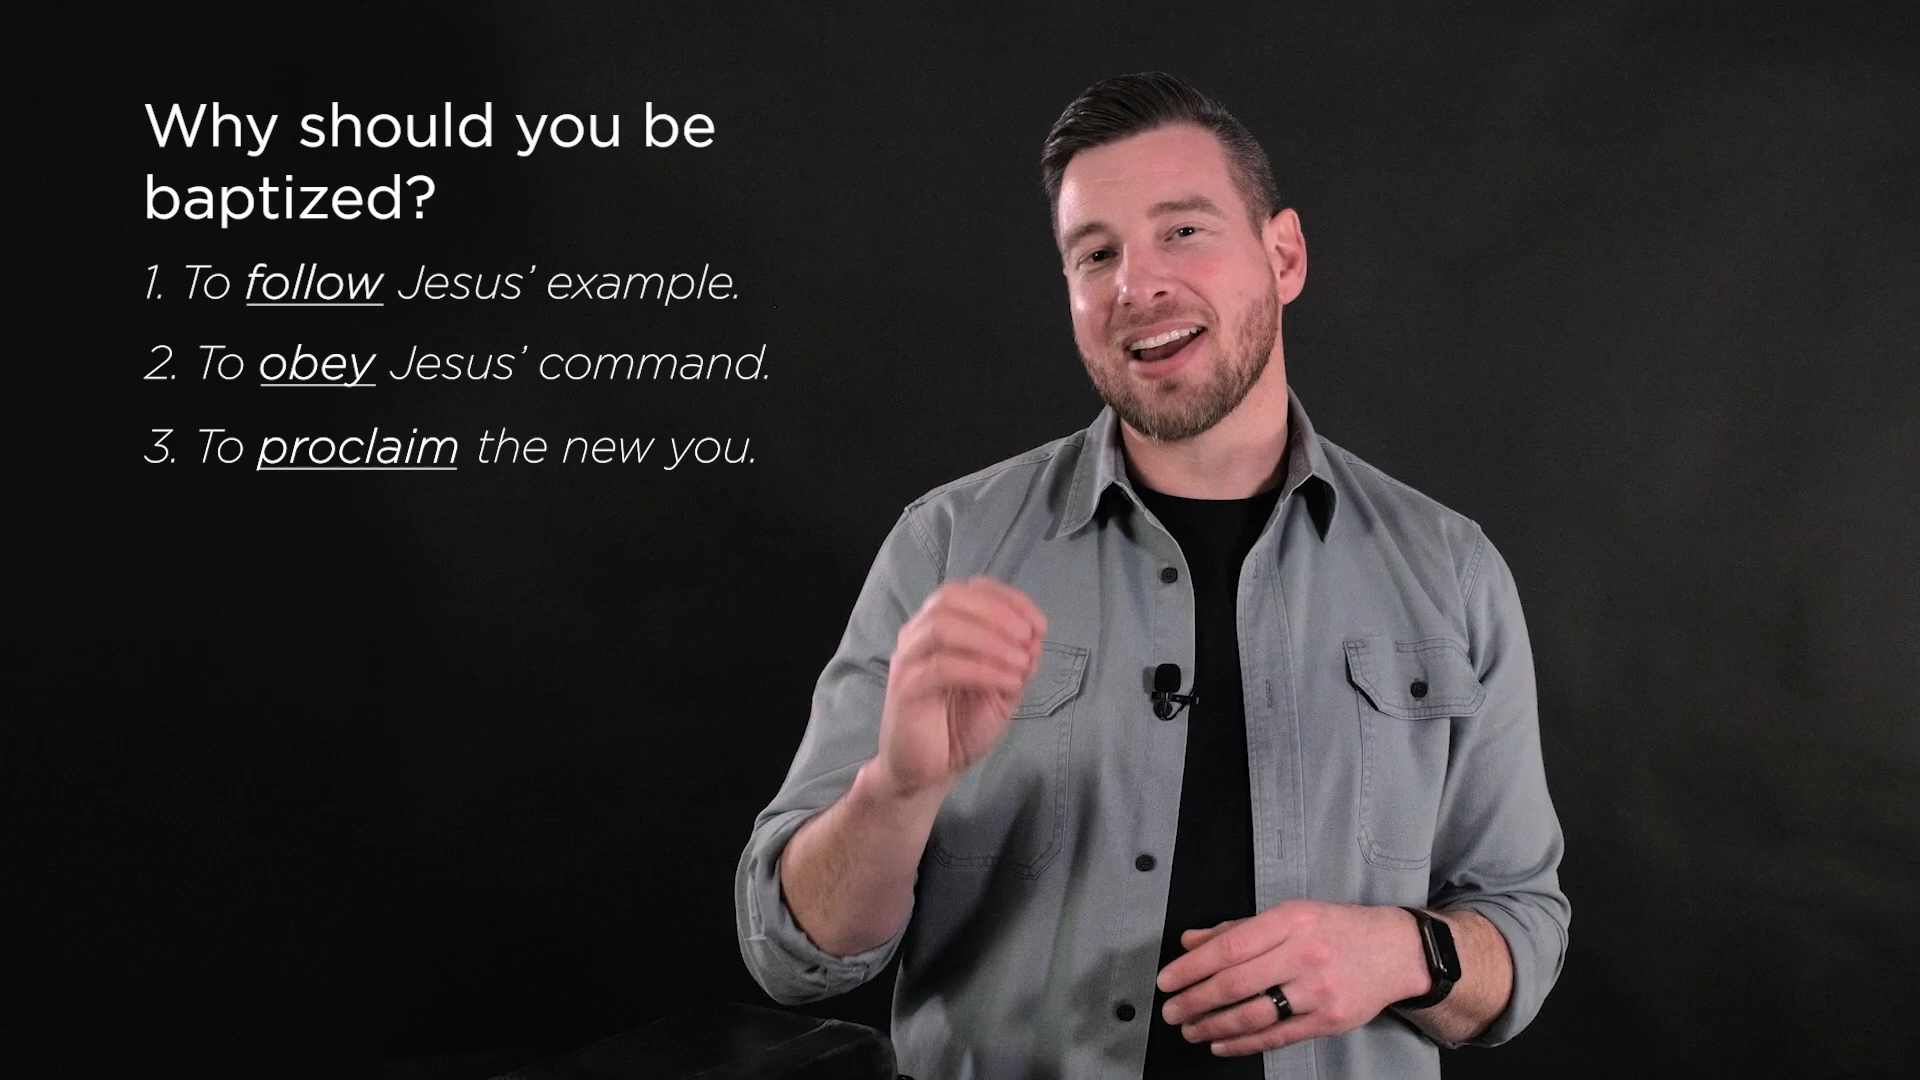 Why should you be
baptized?
1. To follow Jesus’ example.
2. To obey Jesus’ command.
3. To proclaim the new you.